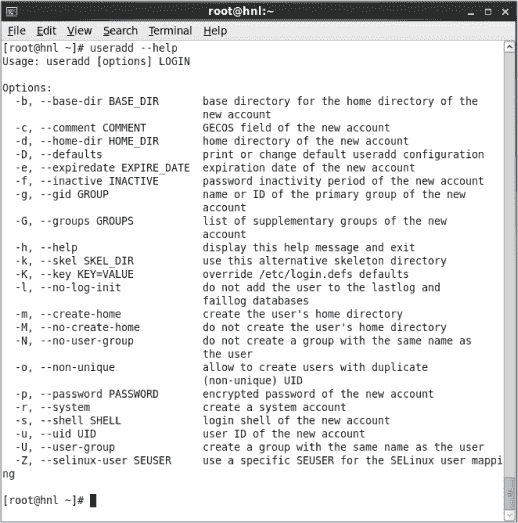 root@hnl:~
File Edit View Search Terminal Help
[root@hnl ~]# useradd --help
Usage: useradd [options] LOGIN

Options:
  -b, --base-dir BASE_DIR       base directory for the home directory of the
                                new account
  -c, --comment COMMENT         GECOS field of the new account
  -d, --home-dir HOME_DIR       home directory of the new account
  -D, --defaults                print or change default useradd configuration
  -e, --expiredate EXPIRE_DATE  expiration date of the new account
  -f, --inactive INACTIVE       password inactivity period of the new account
  -g, --gid GROUP               name or ID of the primary group of the new
                                account
  -G, --groups GROUPS           list of supplementary groups of the new
                                account
  -h, --help                    display this help message and exit
  -k, --skel SKEL_DIR           use this alternative skeleton directory
  -K, --key KEY=VALUE           override /etc/login.defs defaults
  -l, --no-log-init             do not add the user to the lastlog and
                                faillog databases
  -m, --create-home             create the user's home directory
  -M, --no-create-home          do not create the user's home directory
  -N, --no-user-group           do not create a group with the same name as
                                the user
  -o, --non-unique              allow to create users with duplicate
                                (non-unique) UID
  -p, --password PASSWORD       encrypted password of the new account
  -r, --system                  create a system account
  -s, --shell SHELL             login shell of the new account
  -u, --uid UID                 user ID of the new account
  -U, --user-group              create a group with the same name as the user
  -Z, --selinux-user SEUSER     use a specific SEUSER for the SELinux user mappi
ng

[root@hnl ~]#